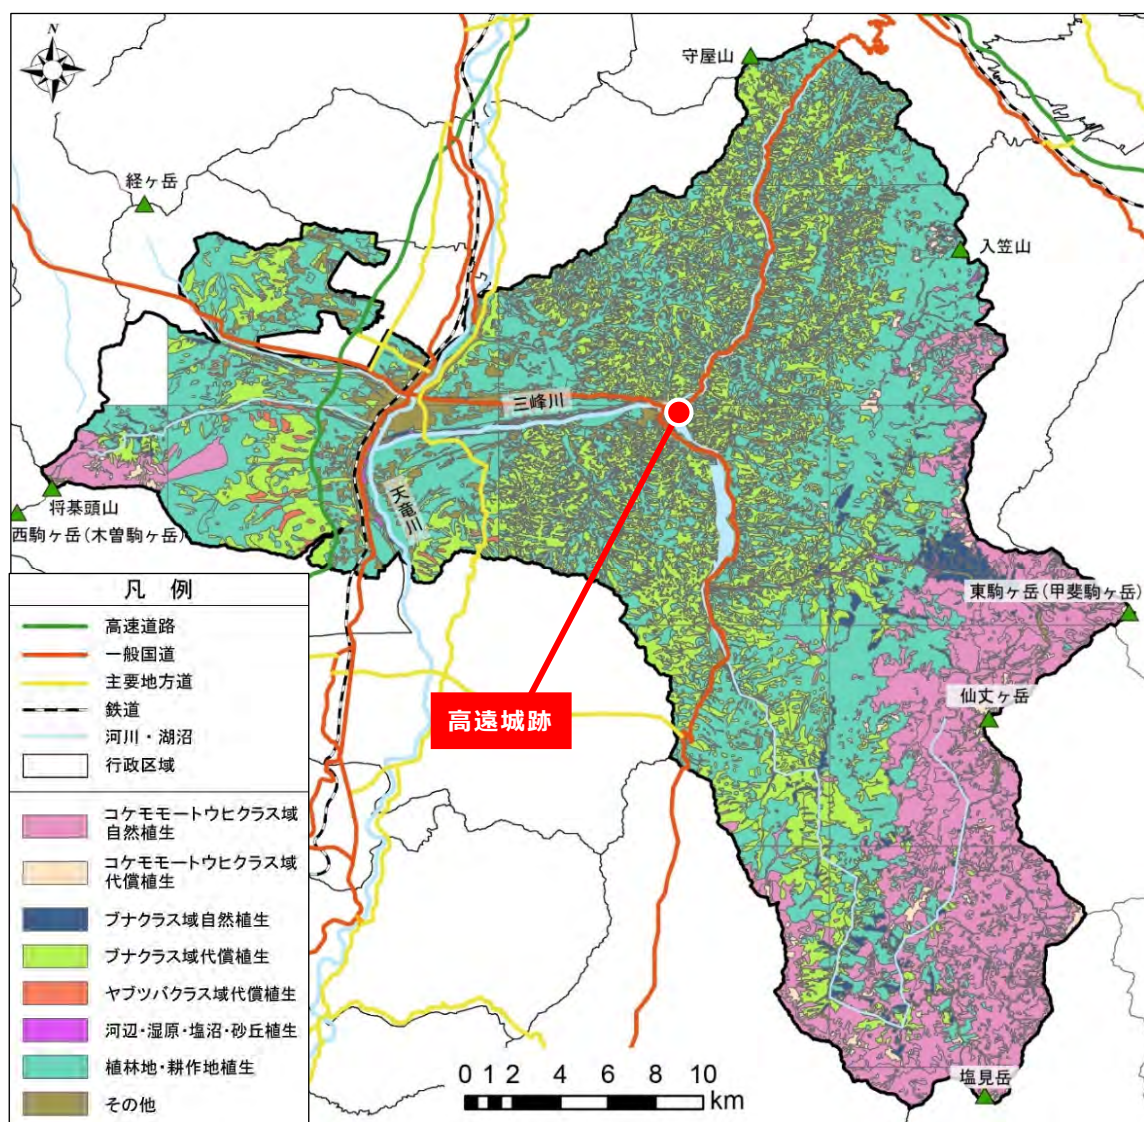 N
守屋山
経ヶ岳
入笠山
三峰川
将棊頭山
西駒ヶ岳(木曽駒ヶ岳)
天竜川
東駒ヶ岳(甲斐駒ヶ岳)
仙丈ヶ岳
高遠城跡
塩見岳
凡 例
高速道路
一般国道
主要地方道
鉄道
河川・湖沼
行政区域
コケモモートウヒクラス域
自然植生
コケモモートウヒクラス域
代償植生
ブナクラス域自然植生
ブナクラス域代償植生
ヤブツバキクラス域代償植生
河辺・湿原・塩沼・砂丘植生
植林地・耕作地植生
その他
0 1 2 4 6 8 10
km